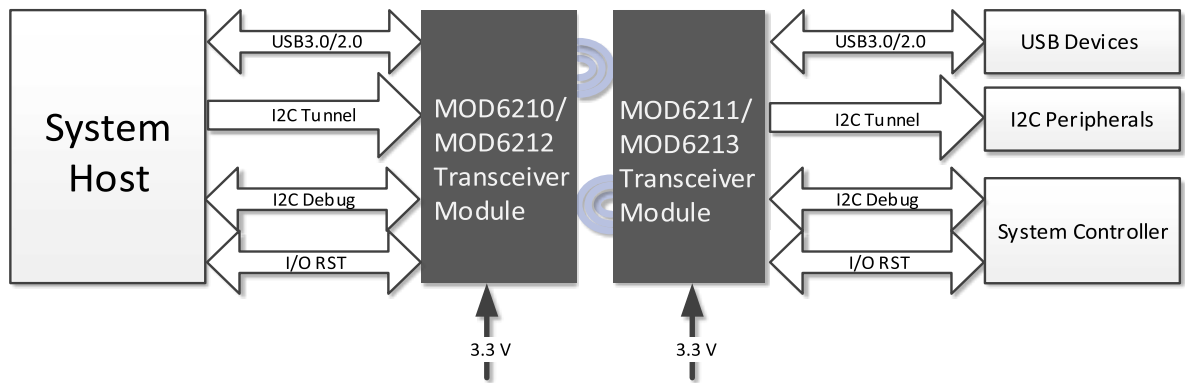 System
Host
USB3.0/2.0
I2C Tunnel
I2C Debug
I/O RST
MOD6210/
MOD6212
Transceiver
Module
3.3 V
MOD6211/
MOD6213
Transceiver
Module
3.3 V
USB3.0/2.0
I2C Tunnel
I2C Debug
I/O RST
USB Devices
I2C Peripherals
System Controller